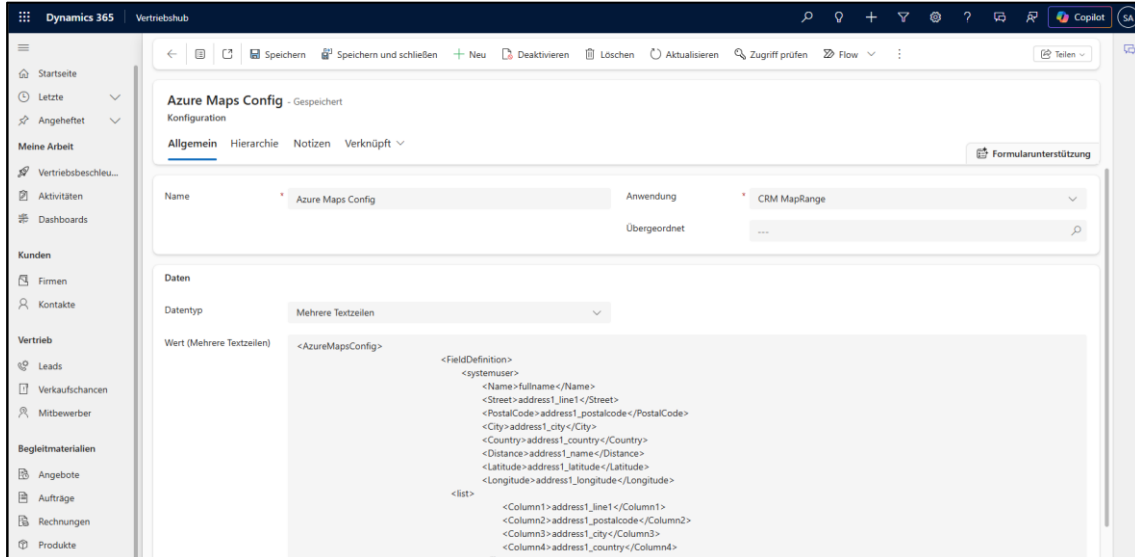 Dynamics 365 Vertriebshub Copilot SA
Speichern Speichern und schließen Neu Deaktivieren Löschen Aktualisieren Zugriff prüfen Flow Teilen
Startseite
Letzte
Angeheftet
Meine Arbeit
Vertriebsbeschleu...
Aktivitäten
Dashboards
Kunden
Firmen
Kontakte
Vertrieb
Leads
Verkaufschancen
Mitbewerber
Begleitmaterialien
Angebote
Aufträge
Rechnungen
Produkte
Azure Maps Config - Gespeichert
Konfiguration
Allgemein Hierarchie Notizen Verknüpft
Formularunterstützung
Name * Azure Maps Config
Anwendung * CRM MapRange
Übergeordnet ---
Daten
Datentyp Mehrere Textzeilen
Wert (Mehrere Textzeilen) <AzureMapsConfig>
<FieldDefinition>
<systemuser>
<Name>fullname</Name>
<Street>address1_line1</Street>
<PostalCode>address1_postalcode</PostalCode>
<City>address1_city</City>
<Country>address1_country</Country>
<Distance>address1_name</Distance>
<Latitude>address1_latitude</Latitude>
<Longitude>address1_longitude</Longitude>
<list>
<Column1>address1_line1</Column1>
<Column2>address1_postalcode</Column2>
<Column3>address1_city</Column3>
<Column4>address1_country</Column4>